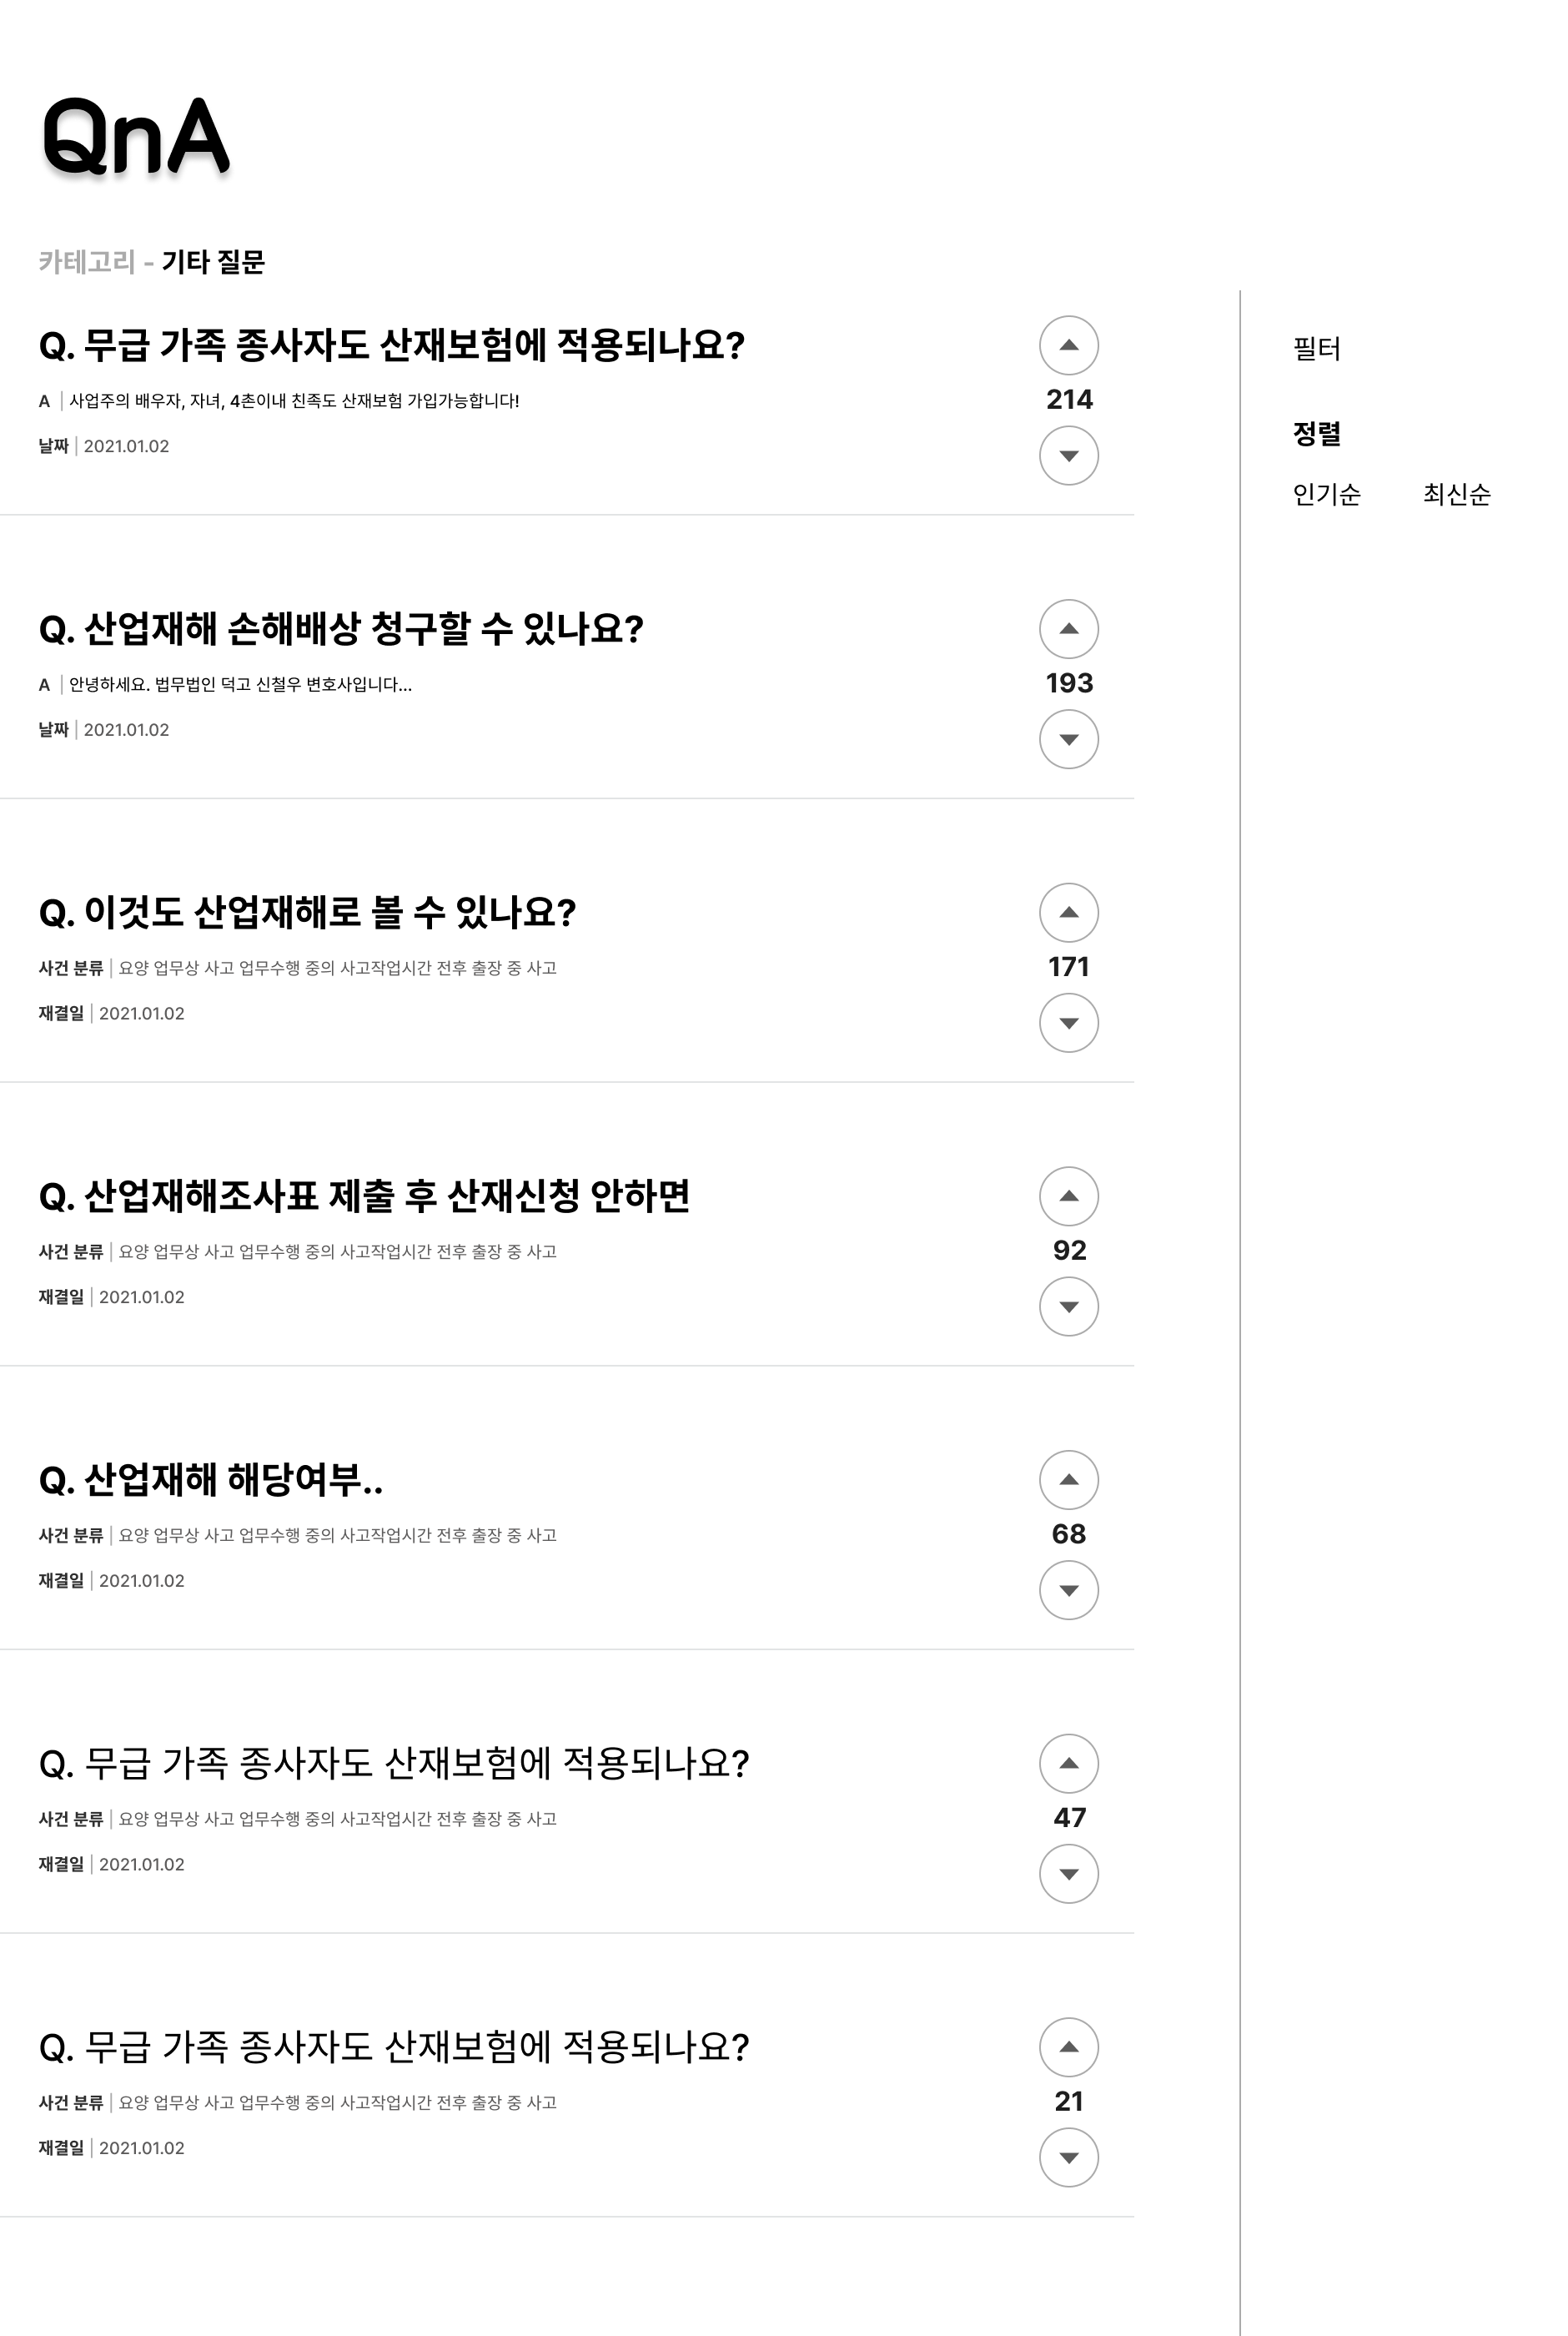 QnA
카테고리 - 기타 질문
Q. 무급 가족 종사자도 산재보험에 적용되나요?
A | 사업주의 배우자, 자녀, 4촌이내 친족도 산재보험 가입가능합니다!
날짜 | 2021.01.02
214
필터
정렬
인기순 최신순
Q. 산업재해 손해배상 청구할 수 있나요?
A | 안녕하세요. 법무법인 덕고 신철우 변호사입니다...
날짜 | 2021.01.02
193
Q. 이것도 산업재해로 볼 수 있나요?
사건 분류 | 요양 업무상 사고 업무수행 중의 사고작업시간 전후 출장 중 사고
재결일 | 2021.01.02
171
Q. 산업재해조사표 제출 후 산재신청 안하면
사건 분류 | 요양 업무상 사고 업무수행 중의 사고작업시간 전후 출장 중 사고
재결일 | 2021.01.02
92
Q. 산업재해 해당여부..
사건 분류 | 요양 업무상 사고 업무수행 중의 사고작업시간 전후 출장 중 사고
재결일 | 2021.01.02
68
Q. 무급 가족 종사자도 산재보험에 적용되나요?
사건 분류 | 요양 업무상 사고 업무수행 중의 사고작업시간 전후 출장 중 사고
재결일 | 2021.01.02
47
Q. 무급 가족 종사자도 산재보험에 적용되나요?
사건 분류 | 요양 업무상 사고 업무수행 중의 사고작업시간 전후 출장 중 사고
재결일 | 2021.01.02
21